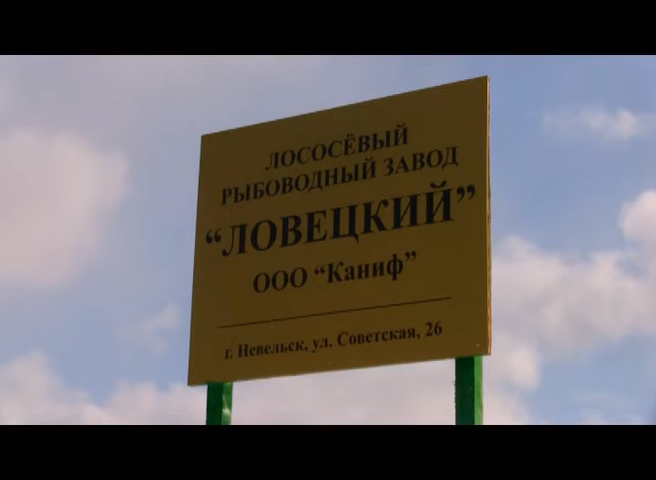 ЛОСОСЁВЫЙ
РЫБОВОДНЫЙ ЗАВОД
“ЛОВЕЦКИЙ”
ООО “Каниф”
г. Невельск, ул. Советская, 26